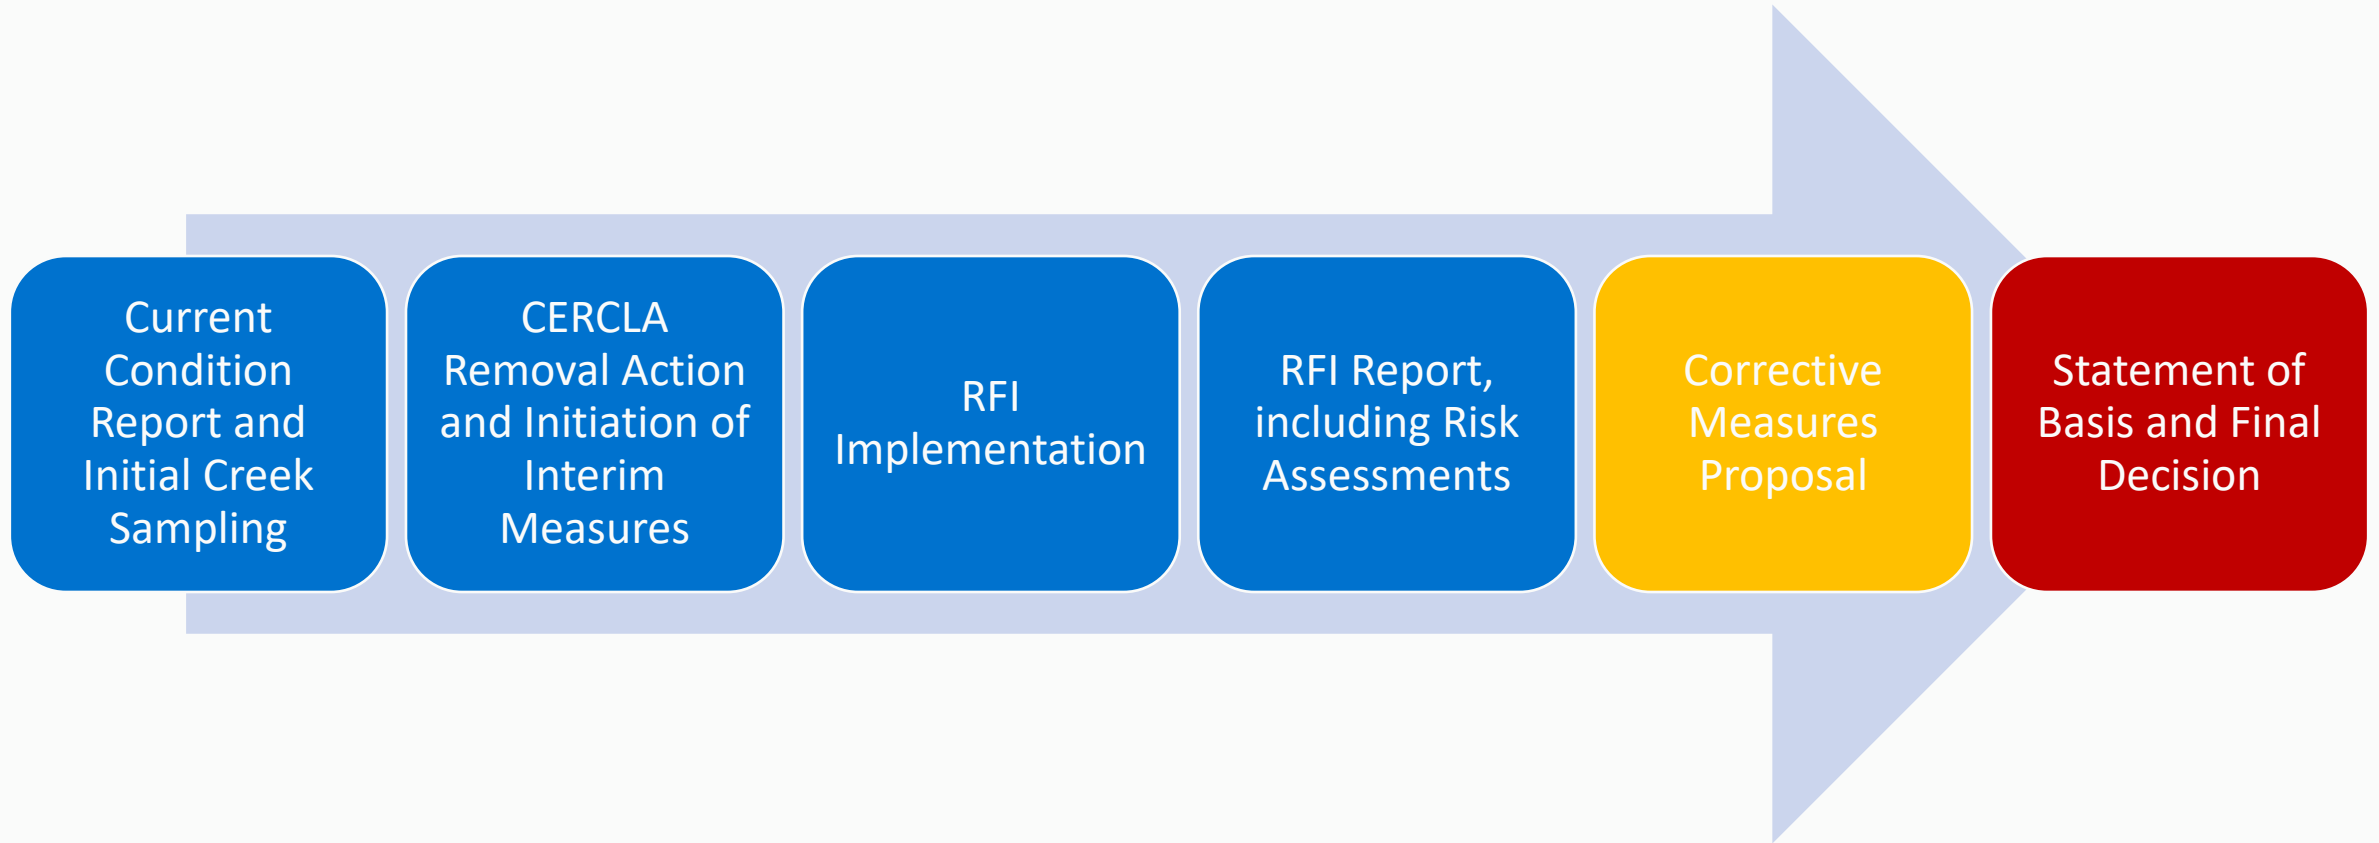 Current
Condition
Report and
Initial Creek
Sampling
CERCLA
Removal Action
and Initiation of
Interim
Measures
RFI
Implementation
RFI Report,
including Risk
Assessments
Corrective
Measures
Proposal
Statement of
Basis and Final
Decision